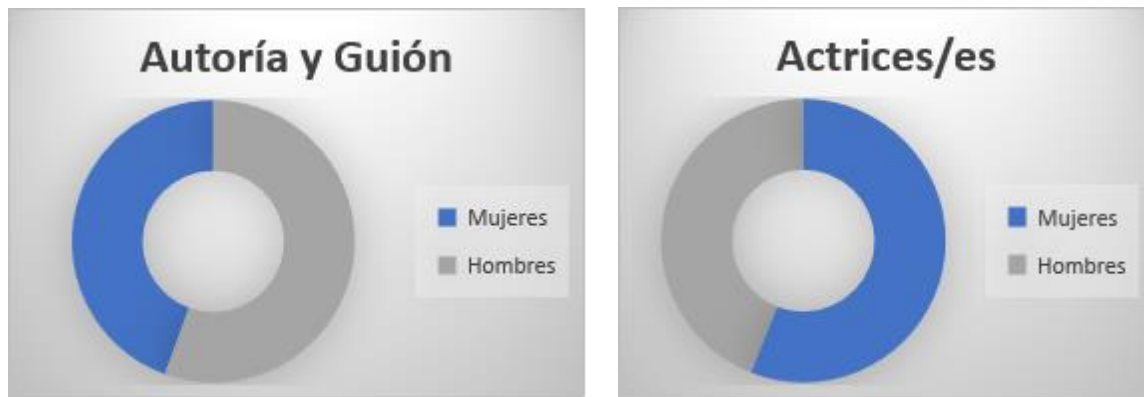 Autoría y Guión
Mujeres
Hombres
Actrices/es
Mujeres
Hombres